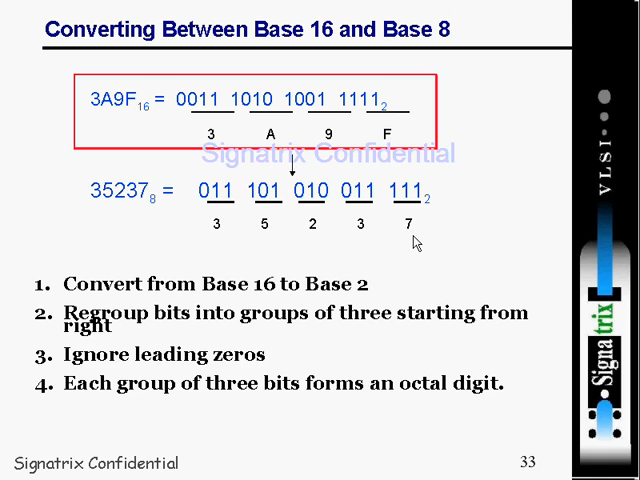 Converting Between Base 16 and Base 8
3A9F16 = 0011 1010 1001 11112
3 A 9 F
Signatrix Confidential
352378 = 011 101 010 011 1112
3 5 2 3 7
1. Convert from Base 16 to Base 2
2. Regroup bits into groups of three starting from
right
3. Ignore leading zeros
4. Each group of three bits forms an octal digit.
Signatrix Confidential
33
VLSI
Signatrix